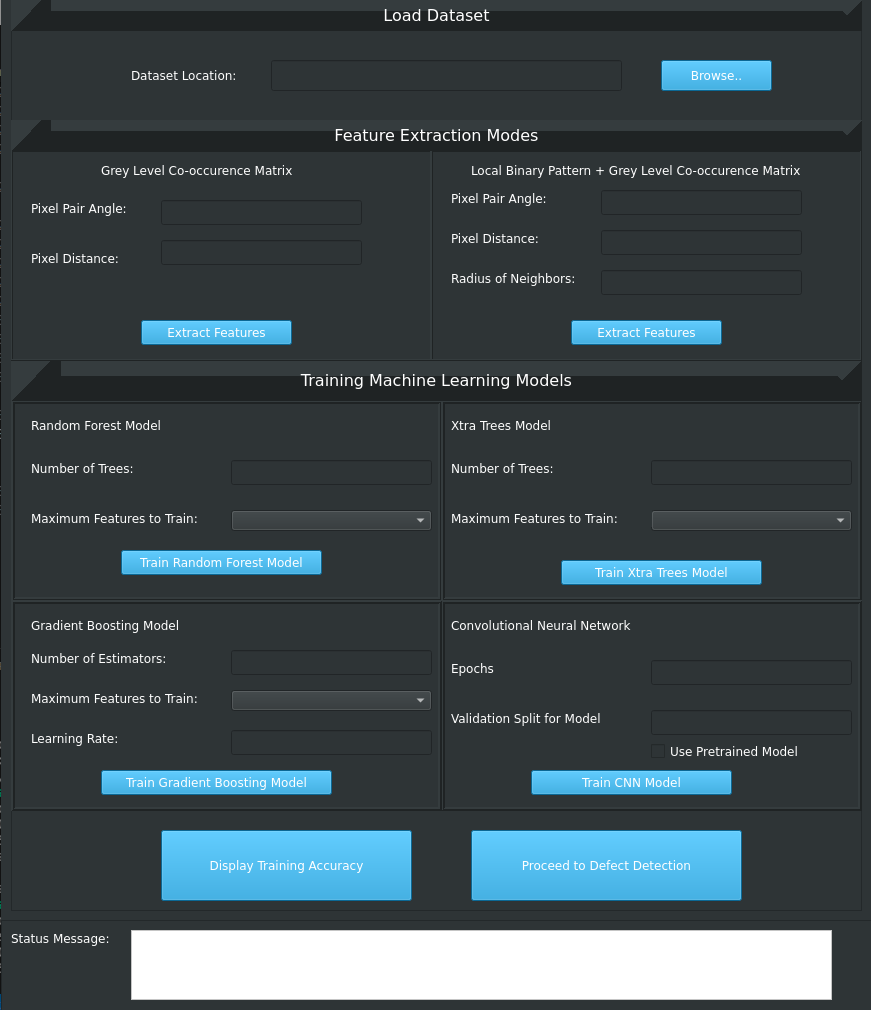 Load Dataset
Dataset Location:
Browse..
Feature Extraction Modes
Grey Level Co-occurence Matrix
Pixel Pair Angle:
Pixel Distance:
Extract Features
Local Binary Pattern + Grey Level Co-occurence Matrix
Pixel Pair Angle:
Pixel Distance:
Radius of Neighbors:
Extract Features
Training Machine Learning Models
Random Forest Model
Number of Trees:
Maximum Features to Train:
Train Random Forest Model
Xtra Trees Model
Number of Trees:
Maximum Features to Train:
Train Xtra Trees Model
Gradient Boosting Model
Number of Estimators:
Maximum Features to Train:
Learning Rate:
Train Gradient Boosting Model
Convolutional Neural Network
Epochs
Validation Split for Model
Use Pretrained Model
Train CNN Model
Display Training Accuracy
Proceed to Defect Detection
Status Message: